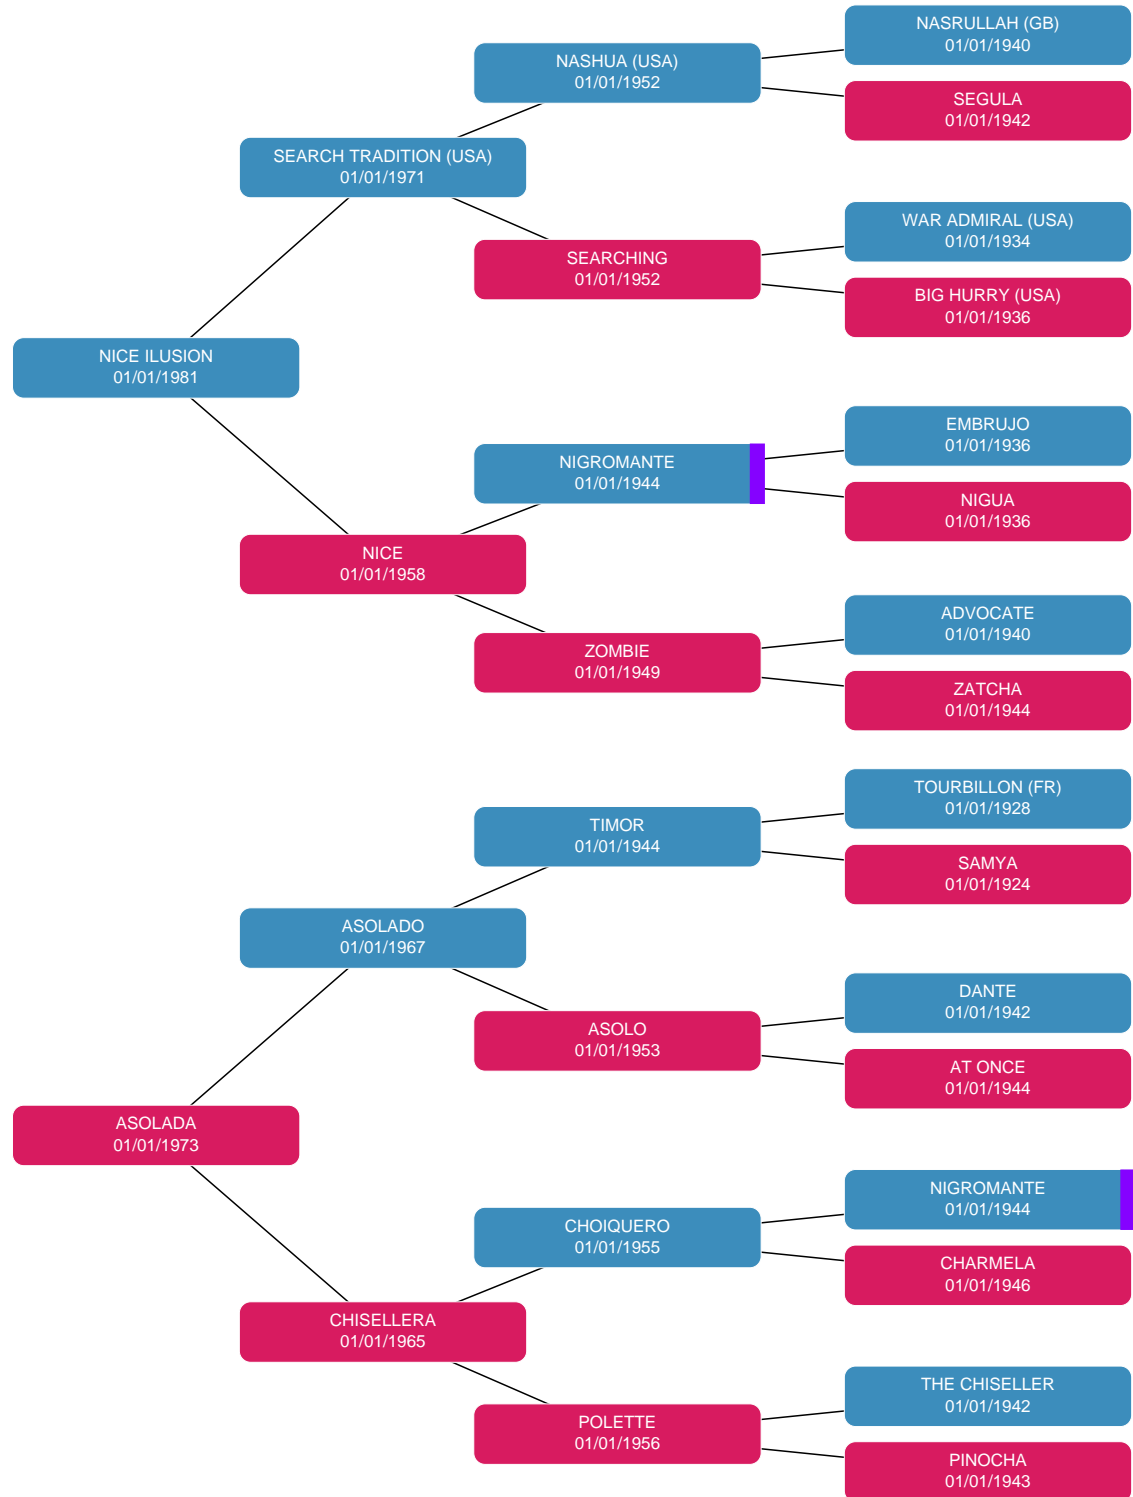 NASRULLAH (GB)
01/01/1940
NASHUA (USA)
01/01/1952
SEGULA
01/01/1942
SEARCH TRADITION (USA)
01/01/1971
WAR ADMIRAL (USA)
01/01/1934
SEARCHING
01/01/1952
BIG HURRY (USA)
01/01/1936
NICE ILUSION
01/01/1981
EMBRUJO
01/01/1936
NIGROMANTE
01/01/1944
NIGUA
01/01/1936
NICE
01/01/1958
ADVOCATE
01/01/1940
ZOMBIE
01/01/1949
ZATCHA
01/01/1944
TOURBILLON (FR)
01/01/1928
TIMOR
01/01/1944
SAMYA
01/01/1924
ASOLADO
01/01/1967
DANTE
01/01/1942
ASOLO
01/01/1953
AT ONCE
01/01/1944
ASOLADA
01/01/1973
NIGROMANTE
01/01/1944
CHOIQUERO
01/01/1955
CHARMELA
01/01/1946
CHISELLERA
01/01/1965
THE CHISELLER
01/01/1942
POLETTE
01/01/1956
PINOCHA
01/01/1943